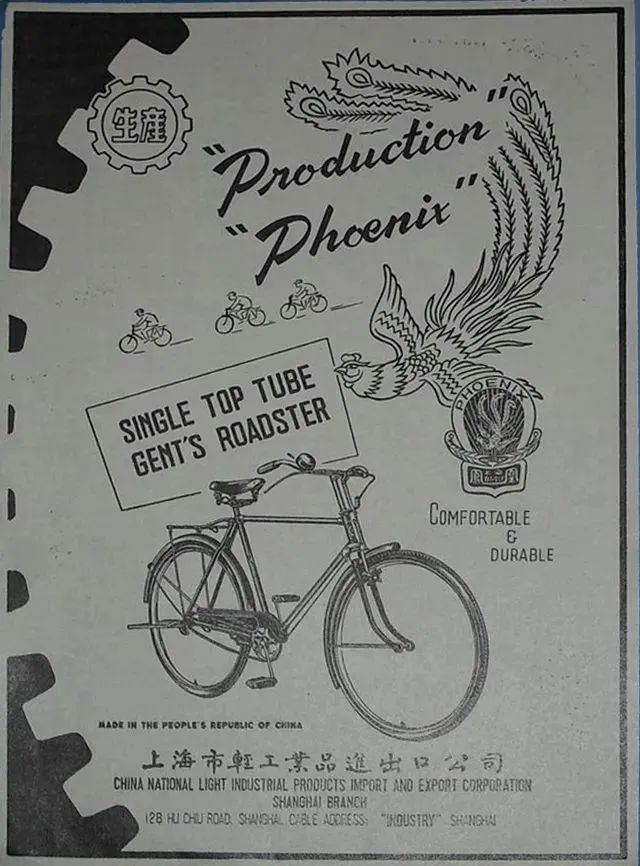 生產
"Production"
"Phoenix"
SINGLE TOP TUBE
GENT'S ROADSTER
PHOENIX
COMFORTABLE
&
DURABLE
MADE IN THE PEOPLE'S REPUBLIC OF CHINA
上海市輕工業品進出口公司
CHINA NATIONAL LIGHT INDUSTRIAL PRODUCTS IMPORT AND EXPORT CORPORATION
SHANGHAI BRANCH
128 HU CHIU ROAD, SHANGHAI, CABLE ADDRESS: "INDUSTRY" SHANGHAI